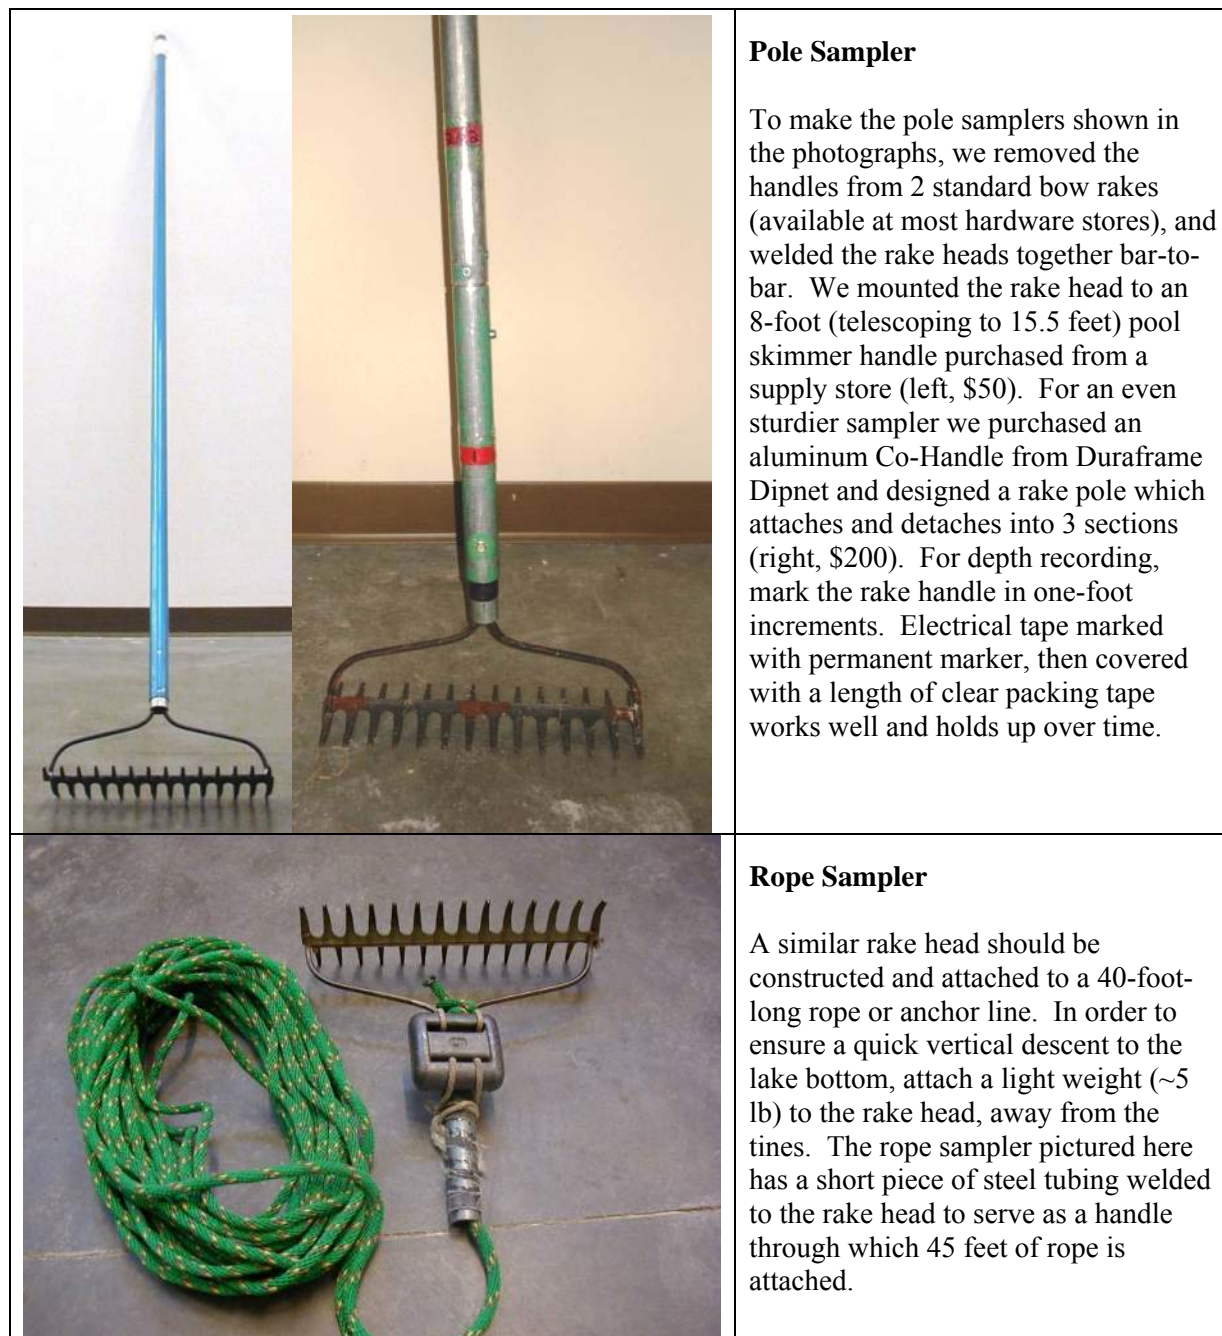 Pole Sampler
To make the pole samplers shown in
the photographs, we removed the
handles from 2 standard bow rakes
(available at most hardware stores), and
welded the rake heads together bar-to-
bar.  We mounted the rake head to an
8-foot (telescoping to 15.5 feet) pool
skimmer handle purchased from a
supply store (left, $50).  For an even
sturdier sampler we purchased an
aluminum Co-Handle from Duraframe
Dipnet and designed a rake pole which
attaches and detaches into 3 sections
(right, $200).  For depth recording,
mark the rake handle in one-foot
increments.  Electrical tape marked
with permanent marker, then covered
with a length of clear packing tape
works well and holds up over time.
1
Rope Sampler
A similar rake head should be
constructed and attached to a 40-foot-
long rope or anchor line.  In order to
ensure a quick vertical descent to the
lake bottom, attach a light weight (~5
lb) to the rake head, away from the
tines.  The rope sampler pictured here
has a short piece of steel tubing welded
to the rake head to serve as a handle
through which 45 feet of rope is
attached.